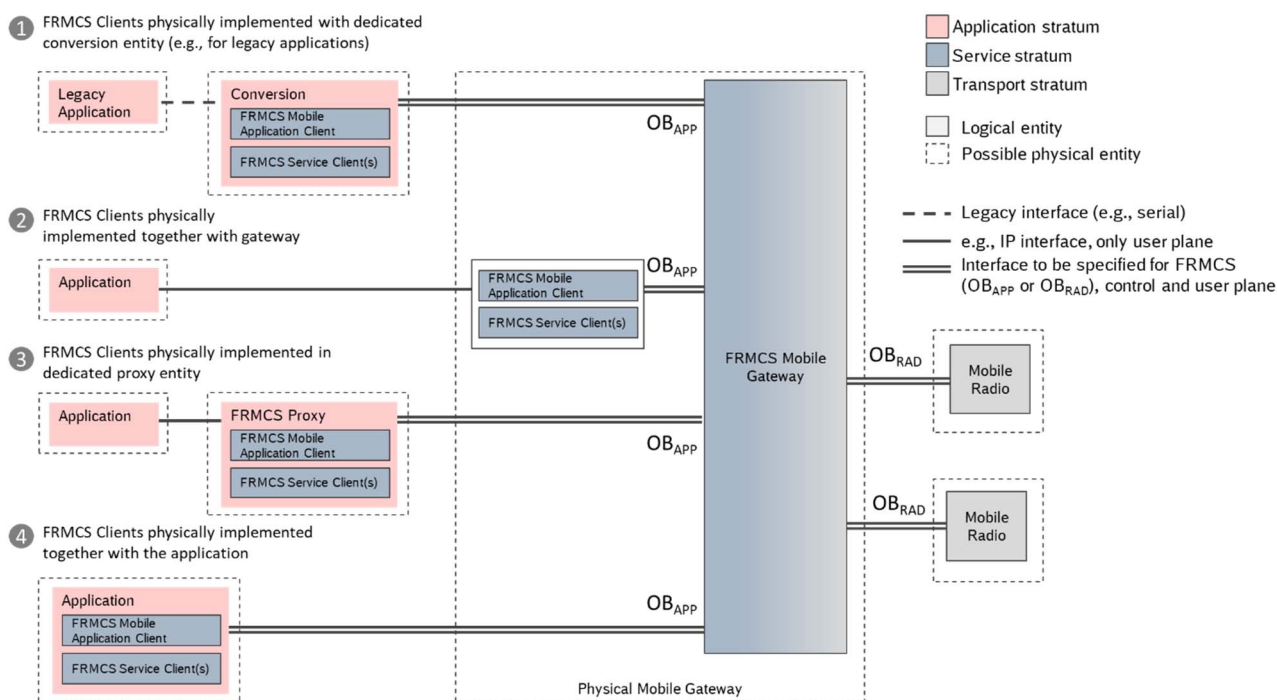 1
FRMCS Clients physically implemented with dedicated
conversion entity (e.g., for legacy applications)
Legacy
Application
Conversion
FRMCS Mobile
Application Client
FRMCS Service Client(s)
OBAPP
2
FRMCS Clients physically
implemented together with gateway
Application
FRMCS Mobile
Application Client
FRMCS Service Client(s)
OBAPP
3
FRMCS Clients physically implemented in
dedicated proxy entity
Application
FRMCS Proxy
FRMCS Mobile
Application Client
FRMCS Service Client(s)
OBAPP
4
FRMCS Clients physically implemented
together with the application
Application
FRMCS Mobile
Application Client
FRMCS Service Client(s)
OBAPP
FRMCS Mobile
Gateway
Physical Mobile Gateway
OBRAD
Mobile
Radio
OBRAD
Mobile
Radio
Application stratum
Service stratum
Transport stratum
Logical entity
Possible physical entity
Legacy interface (e.g., serial)
e.g., IP interface, only user plane
Interface to be specified for FRMCS
(OBAPP or OBRAD), control and user plane